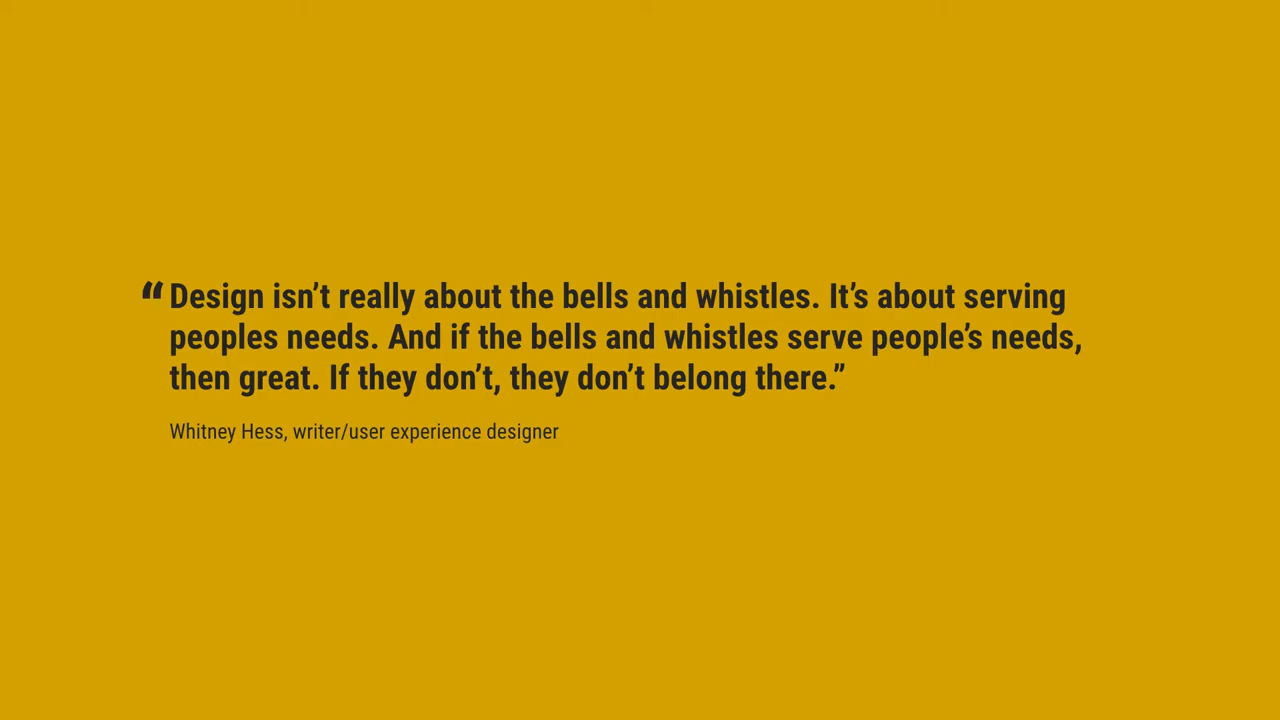 “Design isn’t really about the bells and whistles. It’s about serving
peoples needs. And if the bells and whistles serve people’s needs,
then great. If they don’t, they don’t belong there.”
Whitney Hess, writer/user experience designer